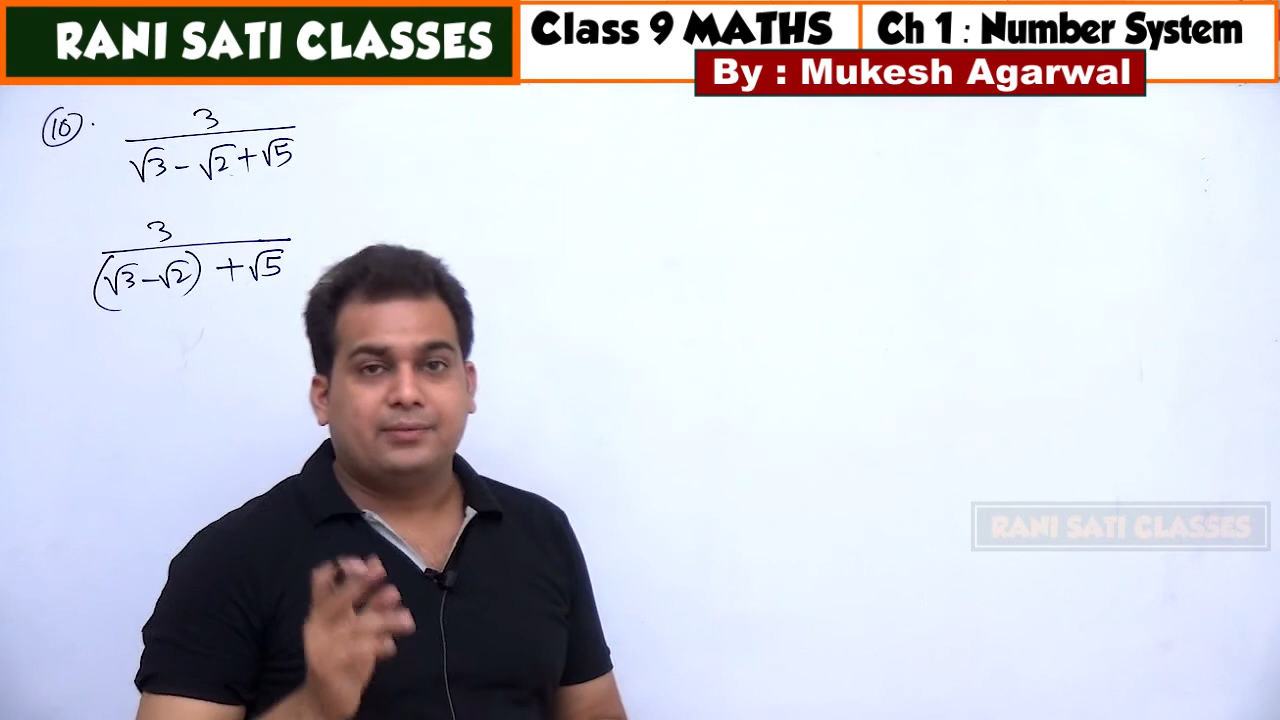 RANI SATI CLASSES
Class 9 MATHS
Ch 1 : Number System
By : Mukesh Agarwal
(10).
3
√3 - √2 + √5
3
(√3 - √2) + √5
RANI SATI CLASSES